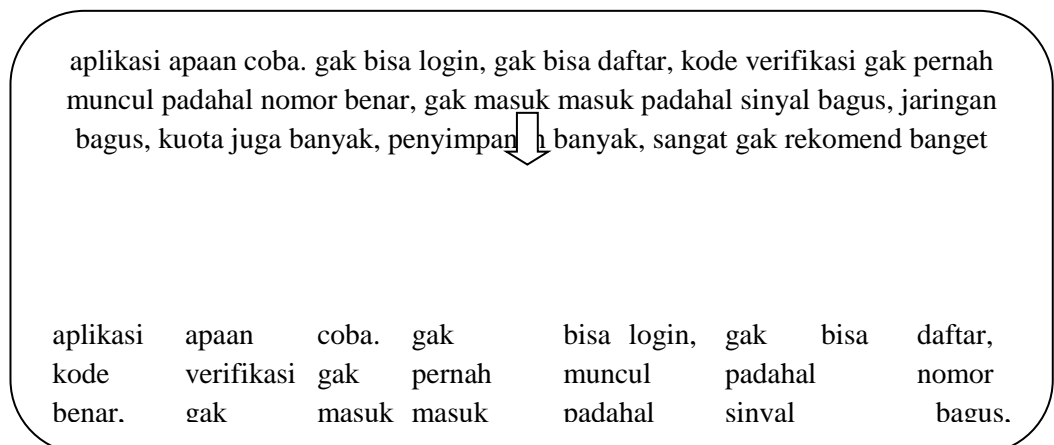 aplikasi apaan coba. gak bisa login, gak bisa daftar, kode verifikasi gak pernah
muncul padahal nomor benar, gak masuk masuk padahal sinyal bagus, jaringan
bagus, kuota juga banyak, penyimpanan banyak, sangat gak rekomend banget
aplikasi apaan coba. gak bisa login, gak bisa daftar,
kode verifikasi gak pernah muncul padahal nomor
benar, gak masuk masuk padahal sinyal bagus,